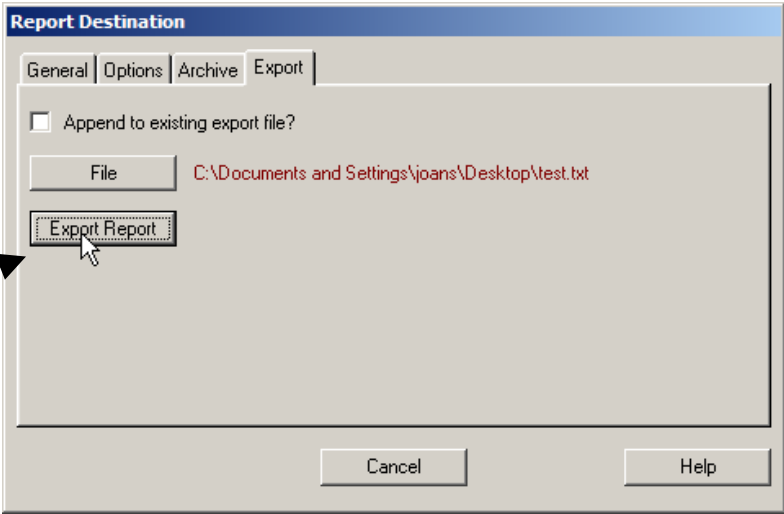 Report Destination
General Options Archive Export
Append to existing export file?
File C:\Documents and Settings\joans\Desktop\test.txt
Export Report
Cancel Help